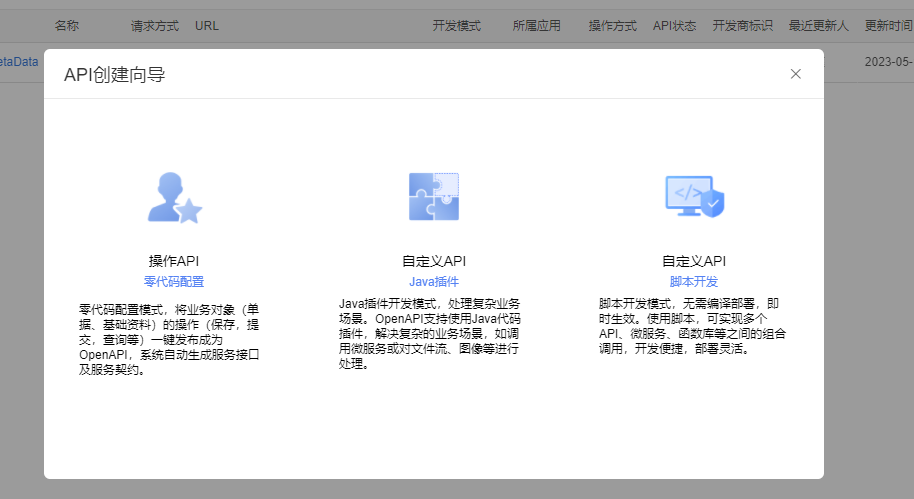 名称 请求方式 URL 开发模式 所属应用 操作方式 API状态 开发商标识 最近更新人 更新时间
etaData 2023-05-
API创建向导
操作API
零代码配置
零代码配置模式，将业务对象（单
据、基础资料）的操作（保存，提
交，查询等）一键发布成为
OpenAPI，系统自动生成服务接口
及服务契约。
自定义API
Java插件
Java插件开发模式，处理复杂业务
场景。OpenAPI支持使用Java代码
插件，解决复杂的业务场景，如调
用微服务或对文件流、图像等进行
处理。
自定义API
脚本开发
脚本开发模式，无需编译部署，即
时生效。使用脚本，可实现多个
API、微服务、函数库等之间的组合
调用，开发便捷，部署灵活。